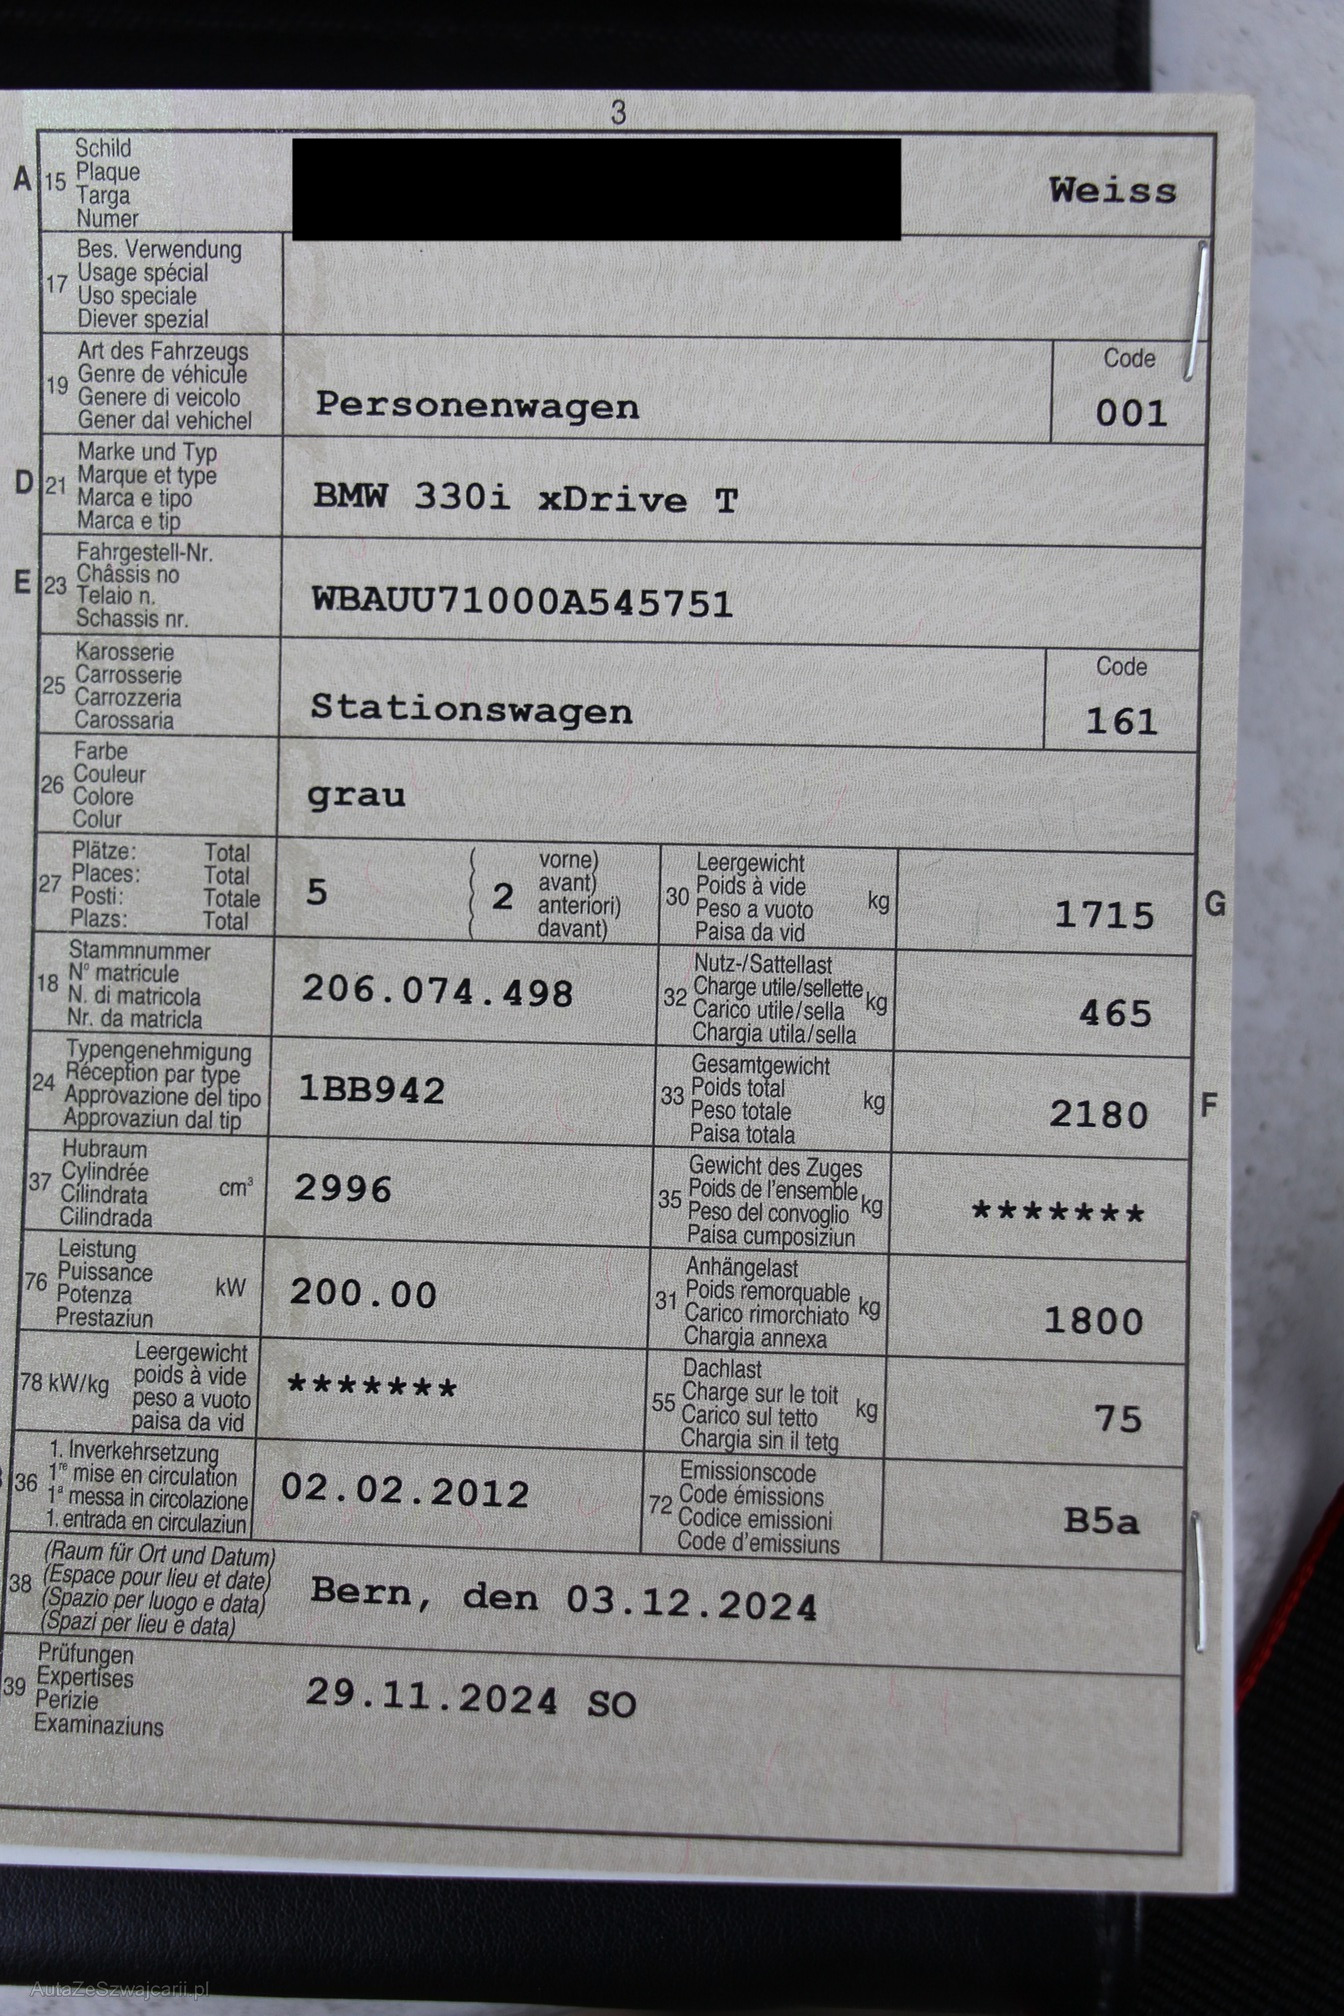 3
A 15 Schild
Plaque
Targa
Numer
Weiss
17 Bes. Verwendung
Usage spécial
Uso speciale
Diever spezial
19 Art des Fahrzeugs
Genre de véhicule
Genere di veicolo
Gener dal vehichel
Personenwagen
Code
001
D 21 Marke und Typ
Marque et type
Marca e tipo
Marca e tip
BMW 330i xDrive T
E 23 Fahrgestell-Nr.
Châssis no
Telaio n.
Schassis nr.
WBAUU71000A545751
25 Karosserie
Carrosserie
Carrozzeria
Carossaria
Stationswagen
Code
161
26 Farbe
Couleur
Colore
Colur
grau
27 Plätze: Total
Places: Total
Posti: Totale
Plazs: Total
5 ( 2 vorne)
avant)
anteriori)
davant)
30 Leergewicht
Poids à vide
Peso a vuoto
Paisa da vid
kg
1715 G
18 Stammnummer
N° matricule
N. di matricola
Nr. da matricla
206.074.498
32 Nutz-/Sattellast
Charge utile/sellette
Carico utile/sella
Chargia utila/sella
kg
465
24 Typengenehmigung
Réception par type
Approvazione del tipo
Approvaziun dal tip
1BB942
33 Gesamtgewicht
Poids total
Peso totale
Paisa totala
kg
2180 F
37 Hubraum
Cylindrée
Cilindrata
Cilindrada
cm³
2996
35 Gewicht des Zuges
Poids de l'ensemble
Peso del convoglio
Paisa cumposiziun
kg
*******
76 Leistung
Puissance
Potenza
Prestaziun
kW
200.00
31 Anhängelast
Poids remorquable
Carico rimorchiato
Chargia annexa
kg
1800
78 kW/kg Leergewicht
poids à vide
peso a vuoto
paisa da vid
*******
55 Dachlast
Charge sur le toit
Carico sul tetto
Chargia sin il tetg
kg
75
36 1. Inverkehrsetzung
1re mise en circulation
1a messa in circolazione
1. entrada en circulaziun
02.02.2012
72 Emissionscode
Code émissions
Codice emissioni
Code d'emissiuns
B5a
38 (Raum für Ort und Datum)
(Espace pour lieu et date)
(Spazio per luogo e data)
(Spazi per lieu e data)
Bern, den 03.12.2024
39 Prüfungen
Expertises
Perizie
Examinaziuns
29.11.2024 SO
AutaZeSzwajcarii.pl